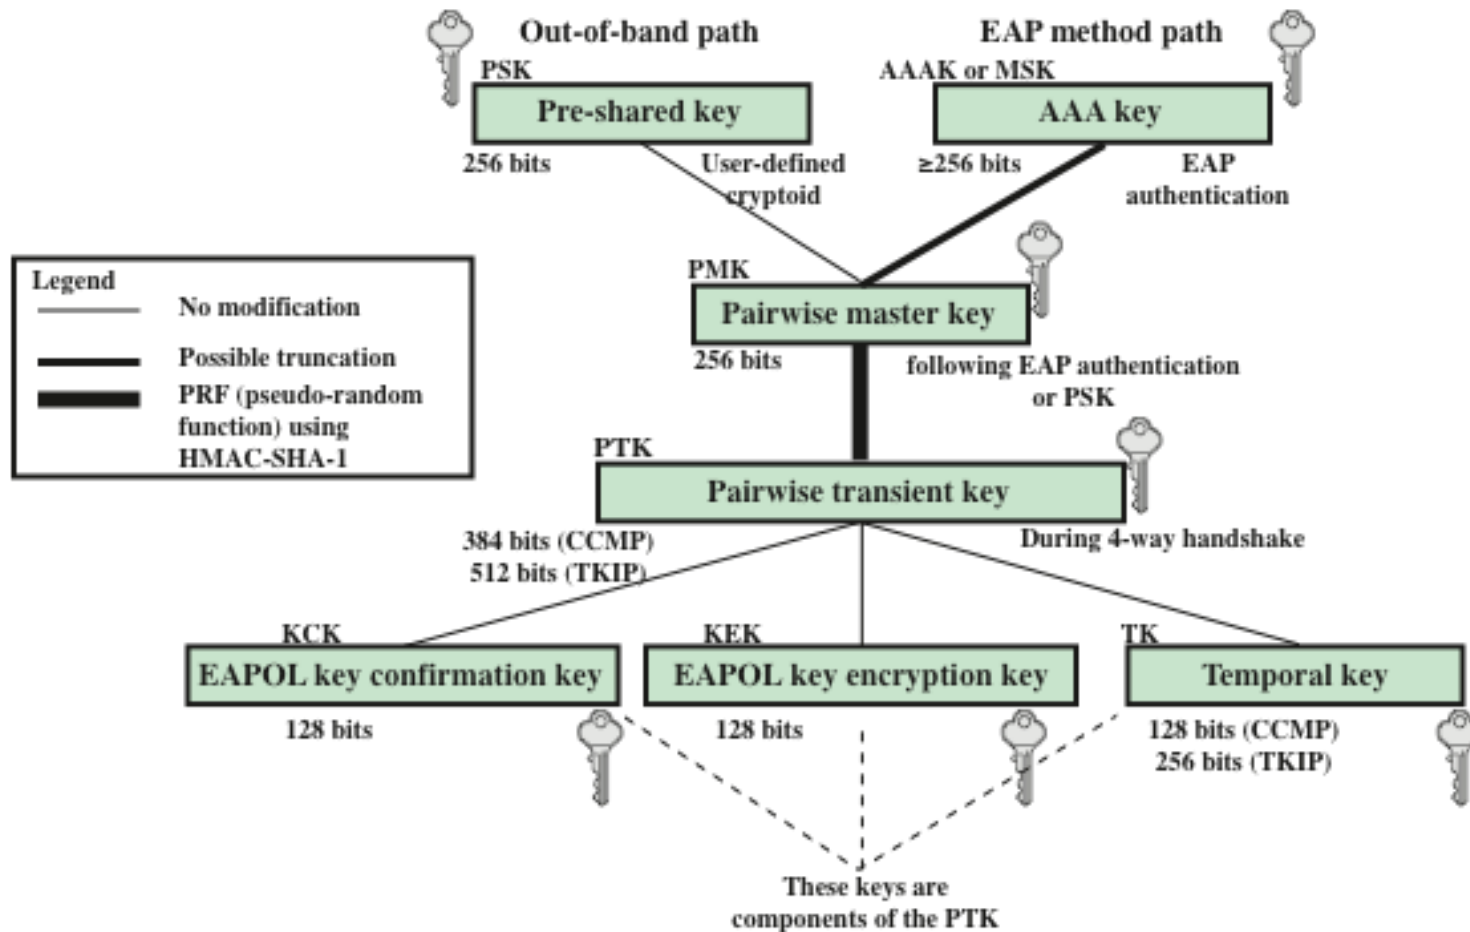 Out-of-band path
EAP method path
PSK
AAAK or MSK
Pre-shared key
AAA key
256 bits
User-defined
cryptoid
≥256 bits
EAP
authentication
Legend
No modification
Possible truncation
PRF (pseudo-random
function) using
HMAC-SHA-1
PMK
Pairwise master key
256 bits
following EAP authentication
or PSK
PTK
Pairwise transient key
384 bits (CCMP)
512 bits (TKIP)
During 4-way handshake
KCK
KEK
TK
EAPOL key confirmation key
EAPOL key encryption key
Temporal key
128 bits
128 bits
128 bits (CCMP)
256 bits (TKIP)
These keys are
components of the PTK